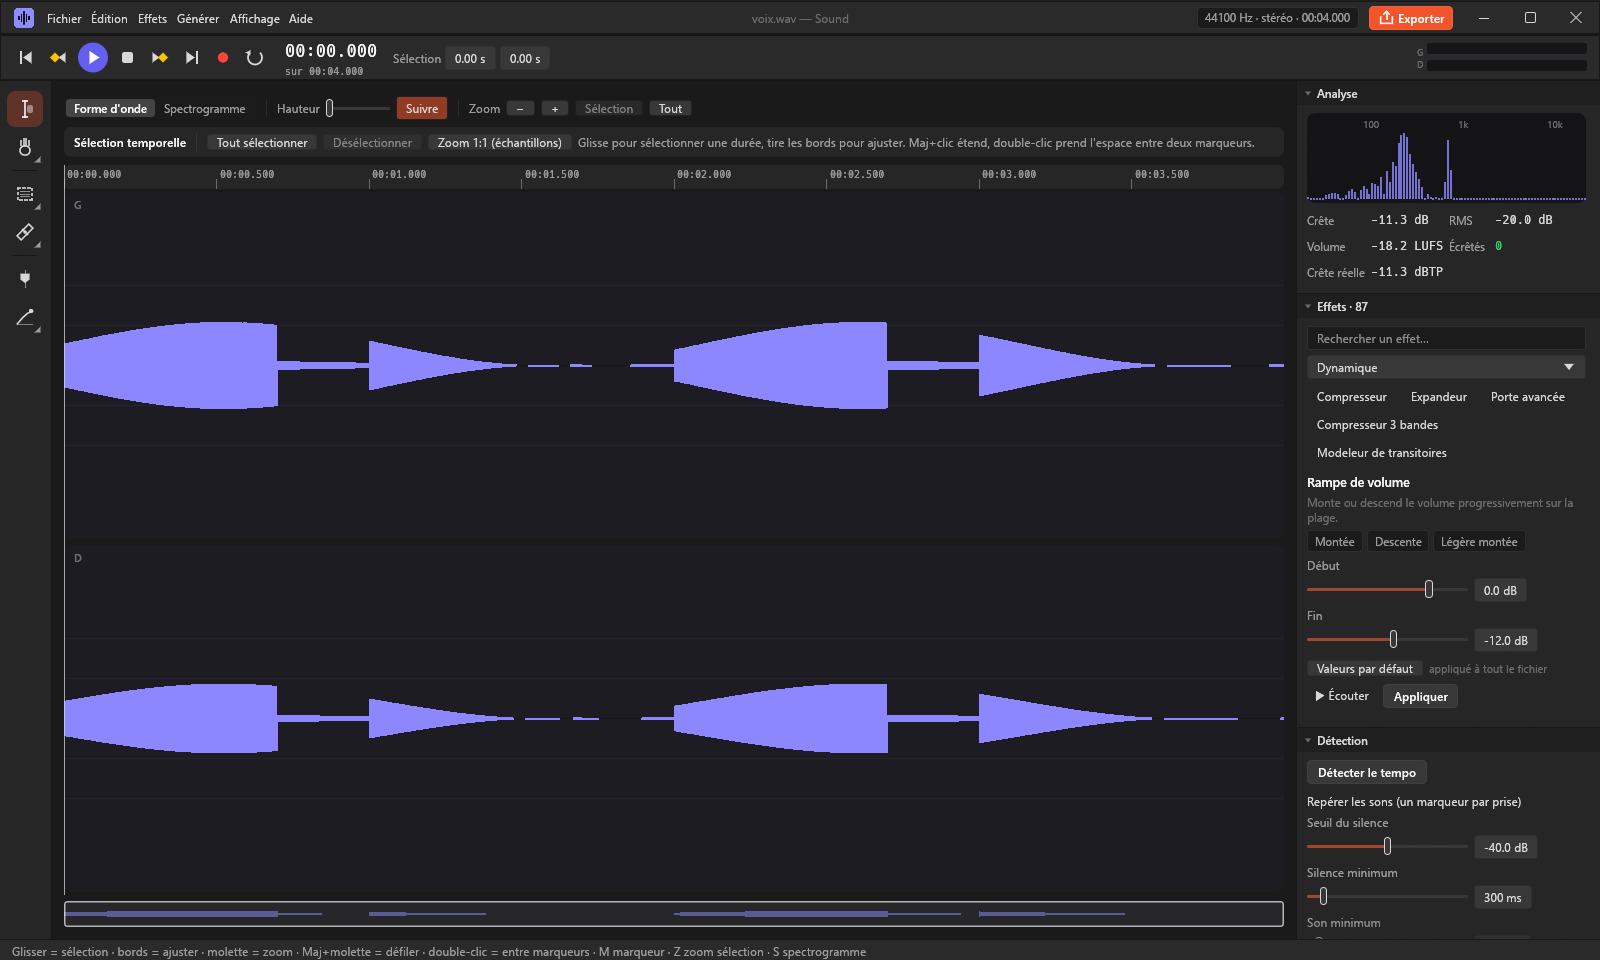 Fichier Édition Effets Générer Affichage Aide
voix.wav — Sound
44100 Hz · stéréo · 00:04.000
Exporter
00:00.000
sur 00:04.000
Sélection 0.00 s 0.00 s
G
D
Forme d'onde Spectrogramme Hauteur Suivre Zoom − + Sélection Tout
Sélection temporelle Tout sélectionner Désélectionner Zoom 1:1 (échantillons) Glisse pour sélectionner une durée, tire les bords pour ajuster. Maj+clic étend, double-clic prend l'espace entre deux marqueurs.
00:00.000 00:00.500 00:01.000 00:01.500 00:02.000 00:02.500 00:03.000 00:03.500
G
D
Analyse
100 1k 10k
Crête -11.3 dB RMS -20.0 dB
Volume -18.2 LUFS Écrêtés 0
Crête réelle -11.3 dBTP
Effets · 87
Rechercher un effet...
Dynamique
Compresseur Expandeur Porte avancée
Compresseur 3 bandes
Modeleur de transitoires
Rampe de volume
Monte ou descend le volume progressivement sur la
plage.
Montée Descente Légère montée
Début
0.0 dB
Fin
-12.0 dB
Valeurs par défaut appliqué à tout le fichier
Écouter Appliquer
Détection
Détecter le tempo
Repérer les sons (un marqueur par prise)
Seuil du silence
-40.0 dB
Silence minimum
300 ms
Son minimum
Glisser = sélection · bords = ajuster · molette = zoom · Maj+molette = défiler · double-clic = entre marqueurs · M marqueur · Z zoom sélection · S spectrogramme